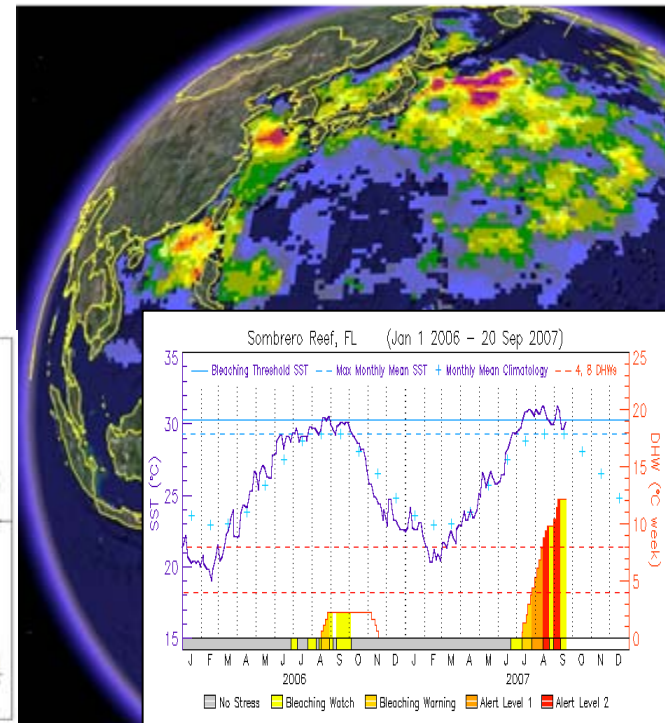 Sombrero Reef, FL (Jan 1 2006 – 20 Sep 2007)
Bleaching Threshold SST Max Monthly Mean SST + Monthly Mean Climatology 4, 8 DHWs
35
30
25
20
15
SST (°C)
25
20
15
10
5
0
DHW (°C week)
J F M A M J J A S O N D J F M A M J J A S O N D
2006 2007
No Stress Bleaching Watch Bleaching Warning Alert Level 1 Alert Level 2